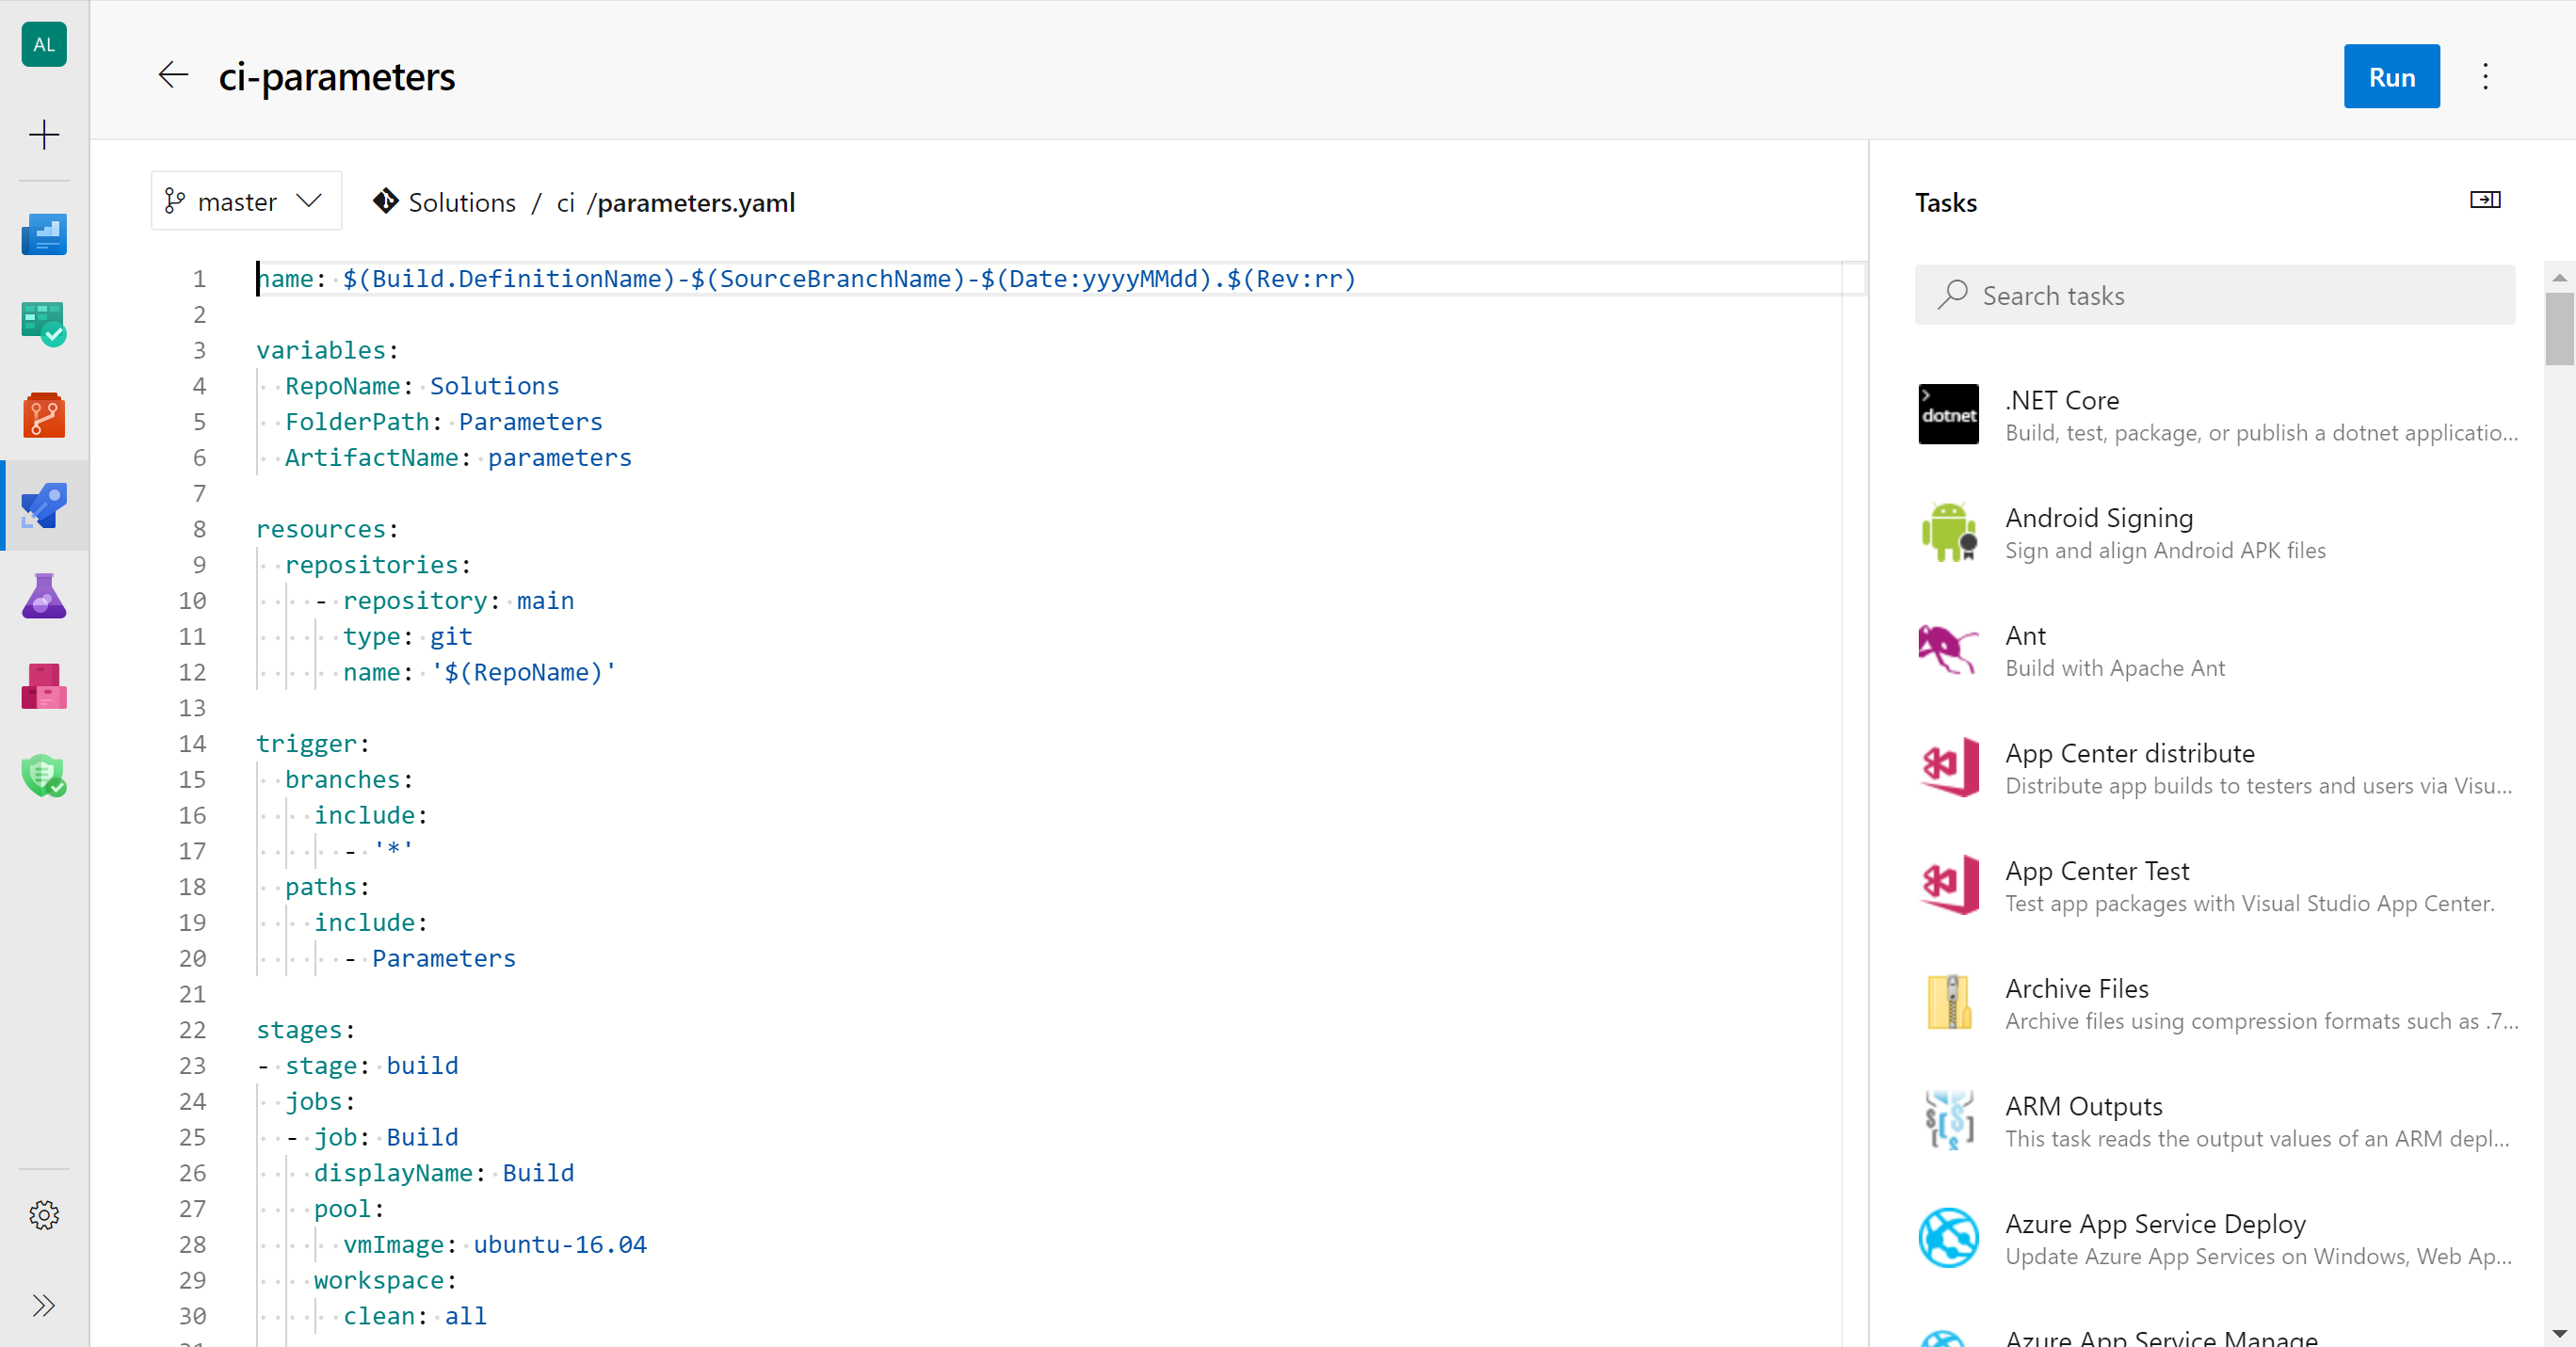 AL
ci-parameters
Run
master
Solutions / ci /parameters.yaml
1 name: $(Build.DefinitionName)-$(SourceBranchName)-$(Date:yyyyMMdd).$(Rev:rr)
2
3 variables:
4 RepoName: Solutions
5 FolderPath: Parameters
6 ArtifactName: parameters
7
8 resources:
9 repositories:
10 - repository: main
11 type: git
12 name: '$(RepoName)'
13
14 trigger:
15 branches:
16 include:
17 - '*'
18 paths:
19 include:
20 - Parameters
21
22 stages:
23 - stage: build
24 jobs:
25 - job: Build
26 displayName: Build
27 pool:
28 vmImage: ubuntu-16.04
29 workspace:
30 clean: all
Tasks
Search tasks
dotnet
.NET Core
Build, test, package, or publish a dotnet applicatio...
Android Signing
Sign and align Android APK files
Ant
Build with Apache Ant
App Center distribute
Distribute app builds to testers and users via Visu...
App Center Test
Test app packages with Visual Studio App Center.
Archive Files
Archive files using compression formats such as .7...
ARM Outputs
This task reads the output values of an ARM depl...
Azure App Service Deploy
Update Azure App Services on Windows, Web Ap...
Azure App Service Manage